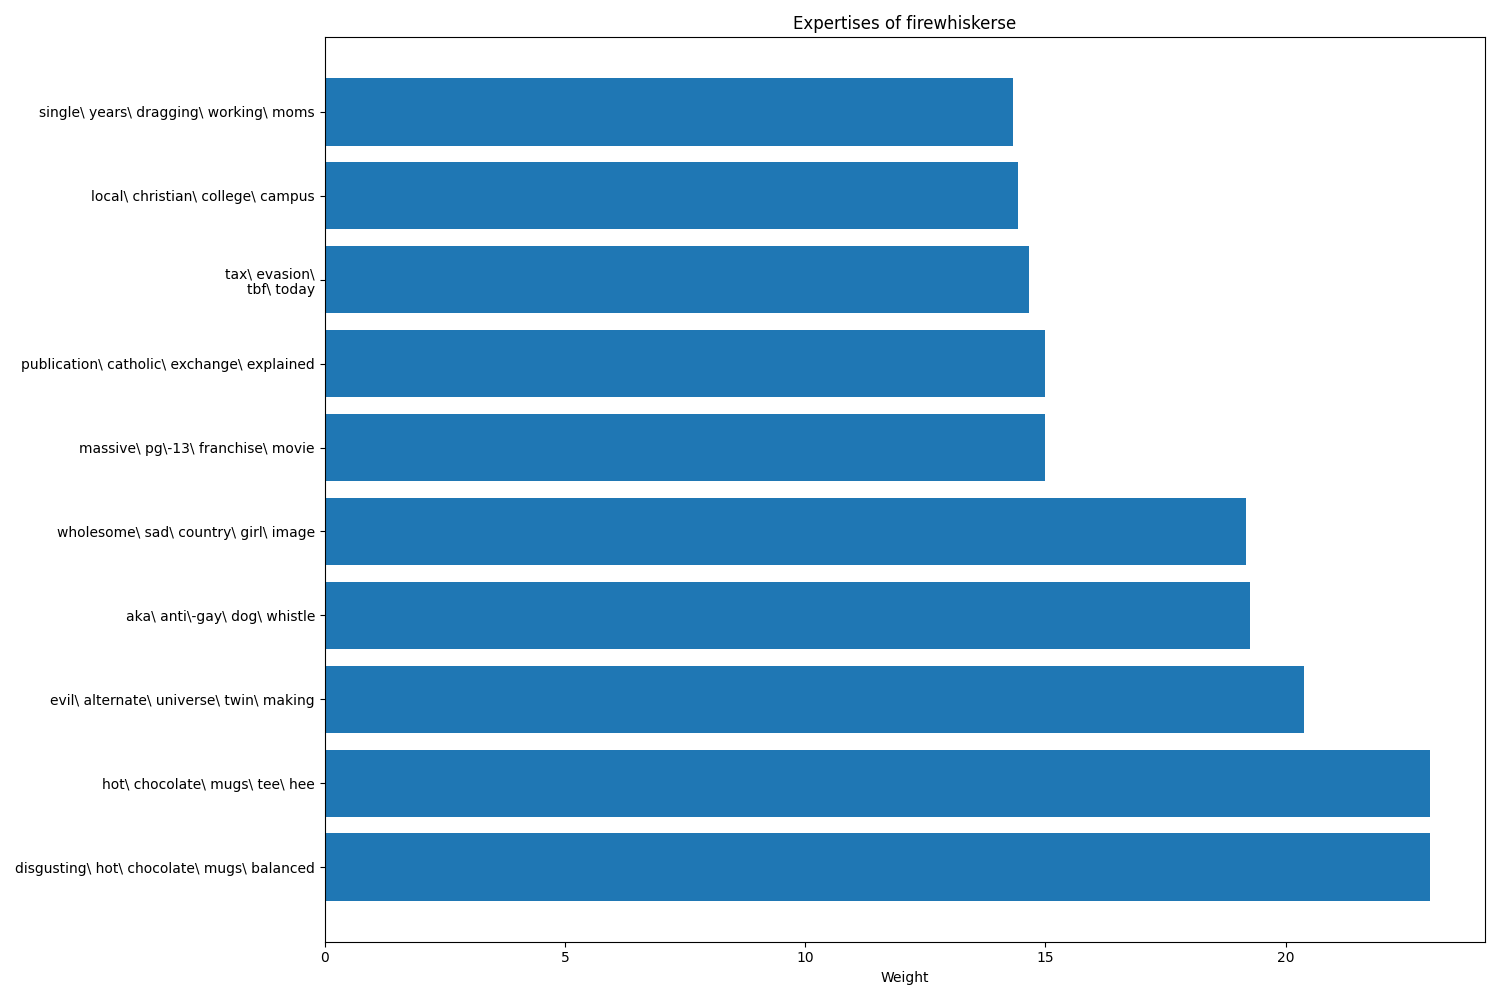 Expertises of firewhiskerse
single\ years\ dragging\ working\ moms
local\ christian\ college\ campus
tax\ evasion\
tbf\ today
publication\ catholic\ exchange\ explained
massive\ pg\-13\ franchise\ movie
wholesome\ sad\ country\ girl\ image
aka\ anti\-gay\ dog\ whistle
evil\ alternate\ universe\ twin\ making
hot\ chocolate\ mugs\ tee\ hee
disgusting\ hot\ chocolate\ mugs\ balanced
0 5 10 15 20
Weight